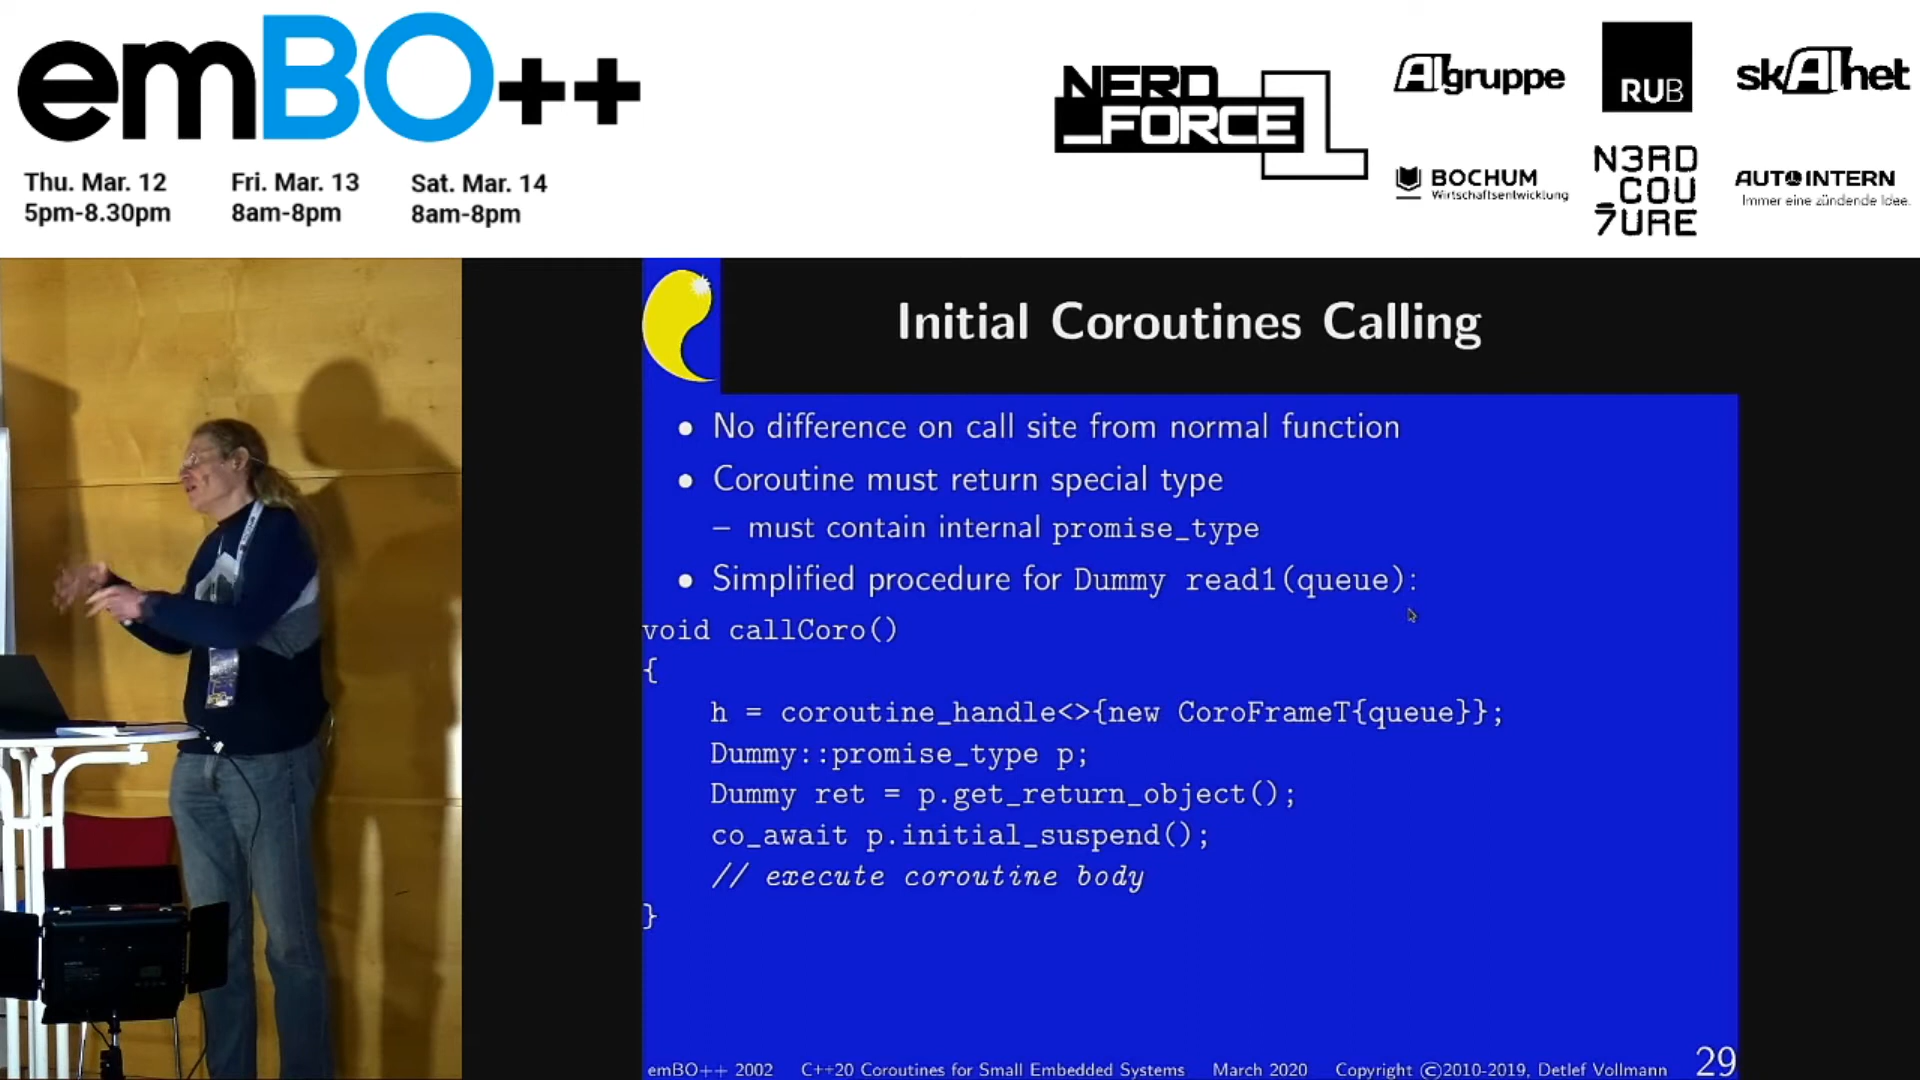 emBO++
Thu. Mar. 12
5pm-8.30pm
Fri. Mar. 13
8am-8pm
Sat. Mar. 14
8am-8pm
NERD
_FORCE
1
AIgruppe
RUB
skAInet
BOCHUM
Wirtschaftsentwicklung
N3RD
_COU
7URE
AUTOINTERN
Immer eine zündende Idee.
Initial Coroutines Calling
• No difference on call site from normal function
• Coroutine must return special type
– must contain internal promise_type
• Simplified procedure for Dummy read1(queue):
void callCoro()
{
h = coroutine_handle<>{new CoroFrameT{queue}};
Dummy::promise_type p;
Dummy ret = p.get_return_object();
co_await p.initial_suspend();
// execute coroutine body
}
emBO++ 2002 C++20 Coroutines for Small Embedded Systems March 2020 Copyright ©2010-2019, Detlef Vollmann 29